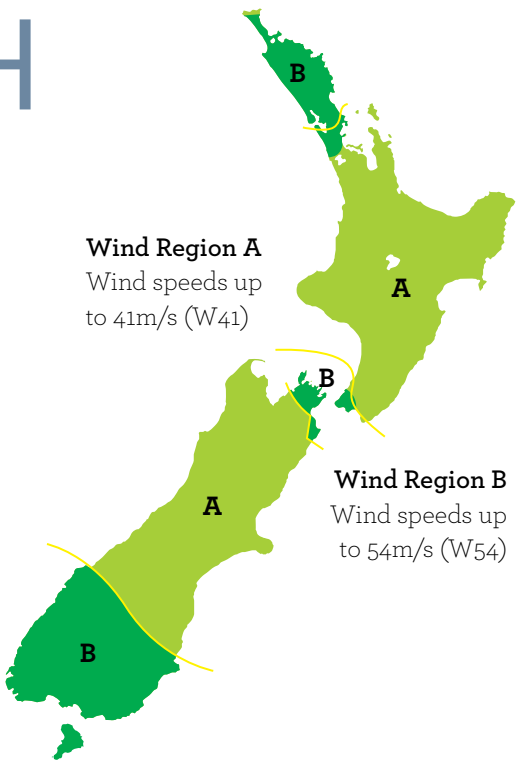 B
Wind Region A
Wind speeds up
to 41m/s (W41)
A
B
Wind Region B
Wind speeds up
to 54m/s (W54)
A
B